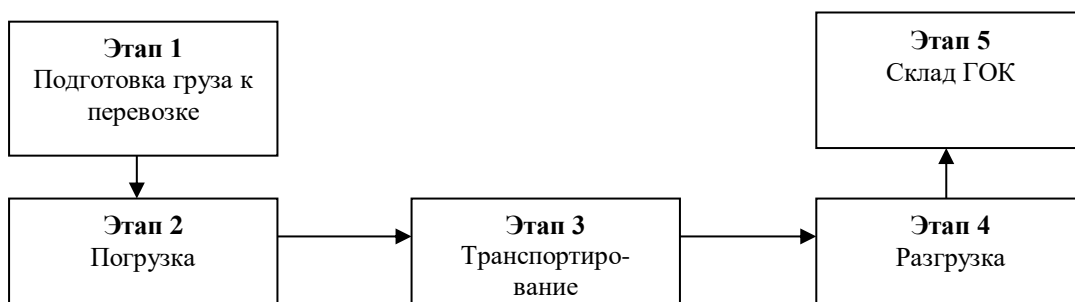 Этап 1
Подготовка груза к
перевозке
Этап 5
Склад ГОК
Этап 2
Погрузка
Этап 3
Транспортиро-
вание
Этап 4
Разгрузка